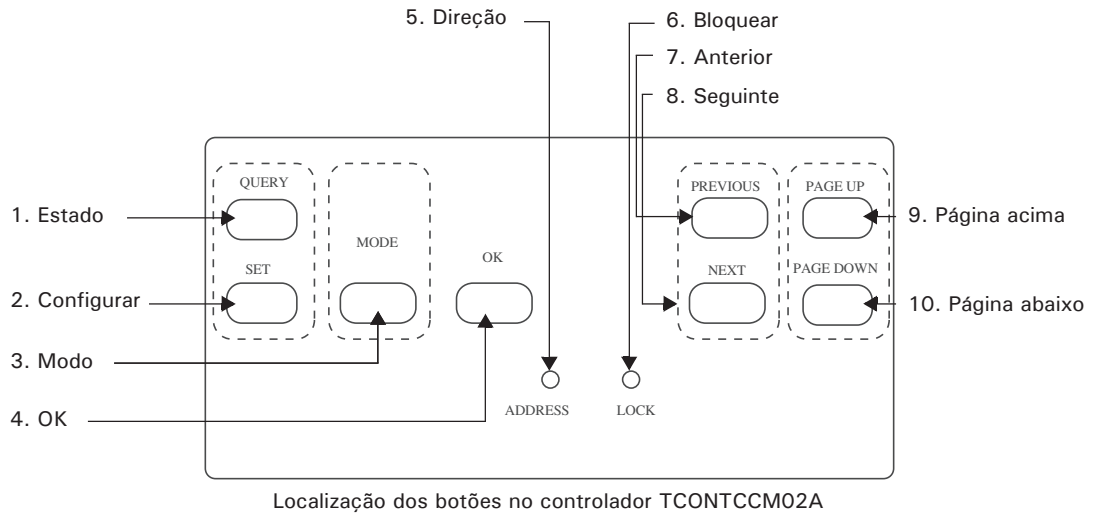 5. Direção
6. Bloquear
7. Anterior
8. Seguinte
QUERY
PREVIOUS
PAGE UP
1. Estado
9. Página acima
MODE
OK
SET
NEXT
PAGE DOWN
2. Configurar
10. Página abaixo
3. Modo
ADDRESS
LOCK
4. OK
Localização dos botões no controlador TCONTCCM02A